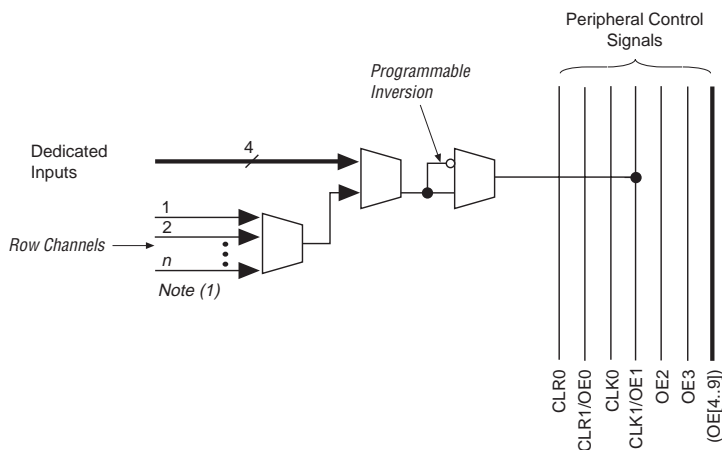 Peripheral Control
Signals
Programmable
Inversion
Dedicated
Inputs
4
1
2
Row Channels
n
Note (1)
CLR0
CLR1/OE0
CLK0
CLK1/OE1
OE2
OE3
(OE[4..9])